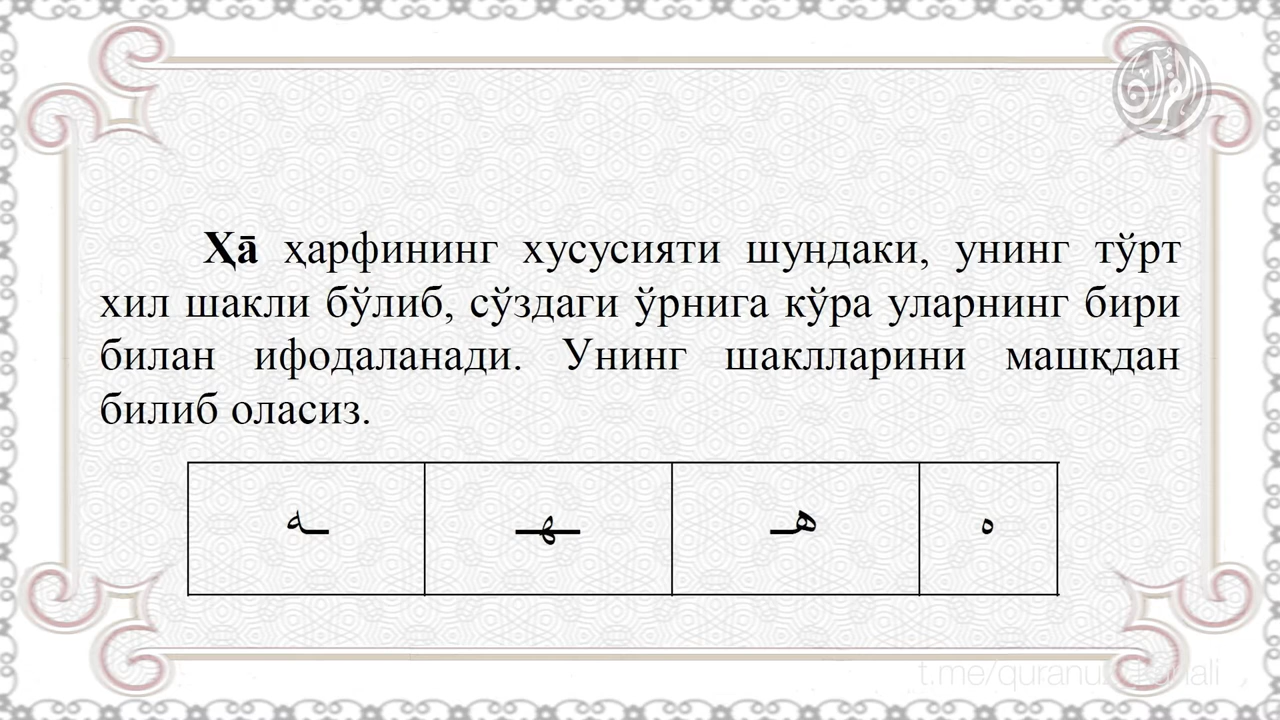 القرآن
Ҳā ҳарфининг хусусияти шундаки, унинг тўрт
хил шакли бўлиб, сўздаги ўрнига кўра уларнинг бири
билан ифодаланади. Унинг шаклларини машқдан
билиб оласиз.
ه هـ ـهـ ـه